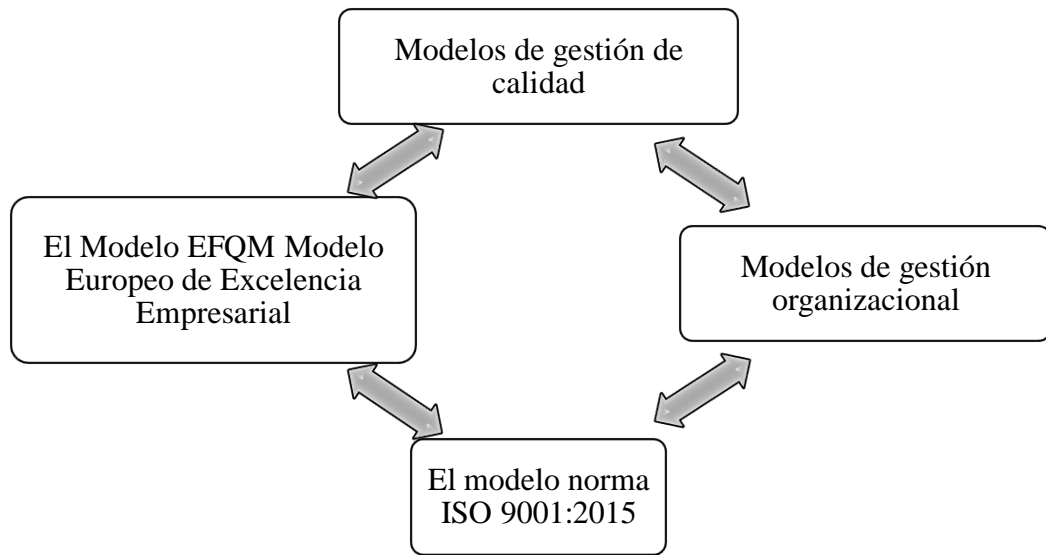 Modelos de gestión de
calidad
El Modelo EFQM Modelo
Europeo de Excelencia
Empresarial
Modelos de gestión
organizacional
El modelo norma
ISO 9001:2015